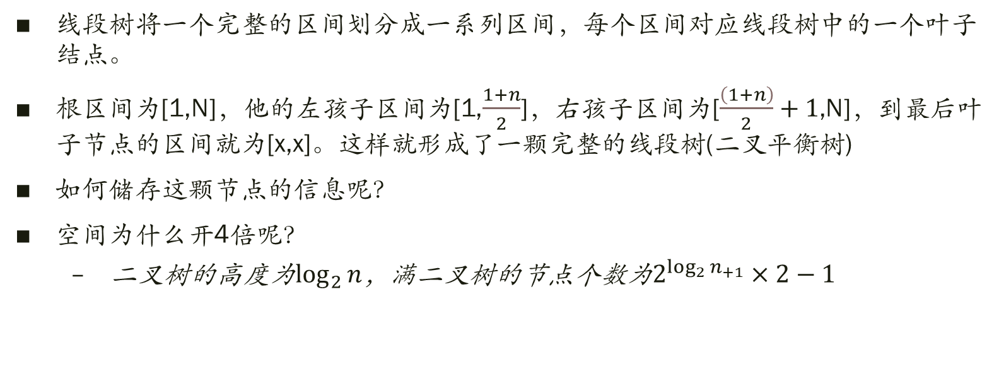 ■ 线段树将一个完整的区间划分成一系列区间，每个区间对应线段树中的一个叶子
结点。
■ 根区间为[1,N]，他的左孩子区间为[1,$\frac{1+n}{2}$]，右孩子区间为[$\frac{(1+n)}{2}+1$,N]，到最后叶
子节点的区间就为[x,x]。这样就形成了一颗完整的线段树(二叉平衡树)
■ 如何储存这颗节点的信息呢？
■ 空间为什么开4倍呢？
– 二叉树的高度为$\log_2 n$，满二叉树的节点个数为$2^{\log_2 n_{+1}} \times 2 - 1$